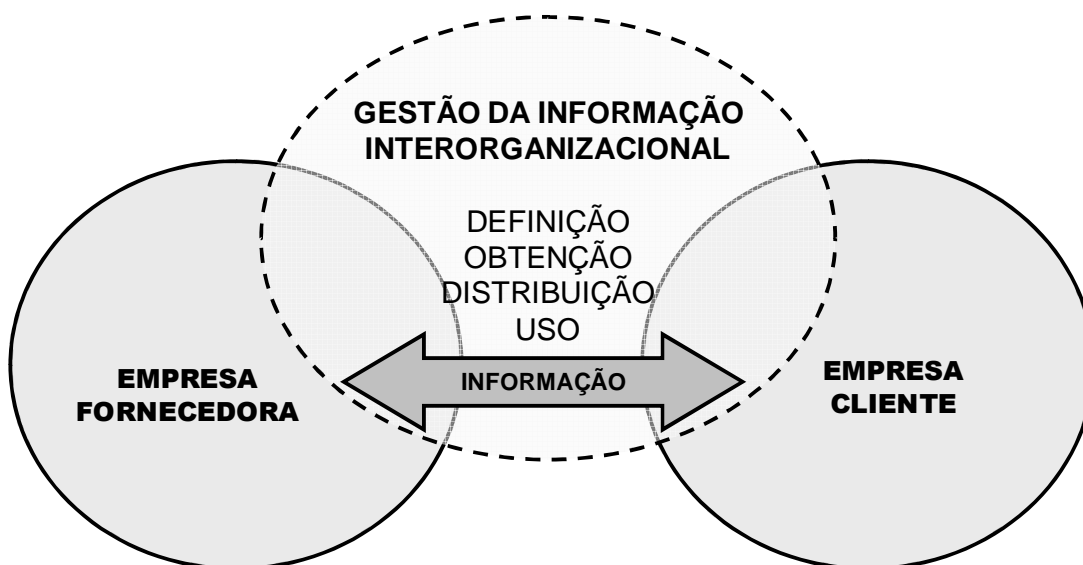 GESTÃO DA INFORMAÇÃO
INTERORGANIZACIONAL
DEFINIÇÃO
OBTENÇÃO
DISTRIBUIÇÃO
USO
INFORMAÇÃO
EMPRESA
FORNECEDORA
EMPRESA
CLIENTE